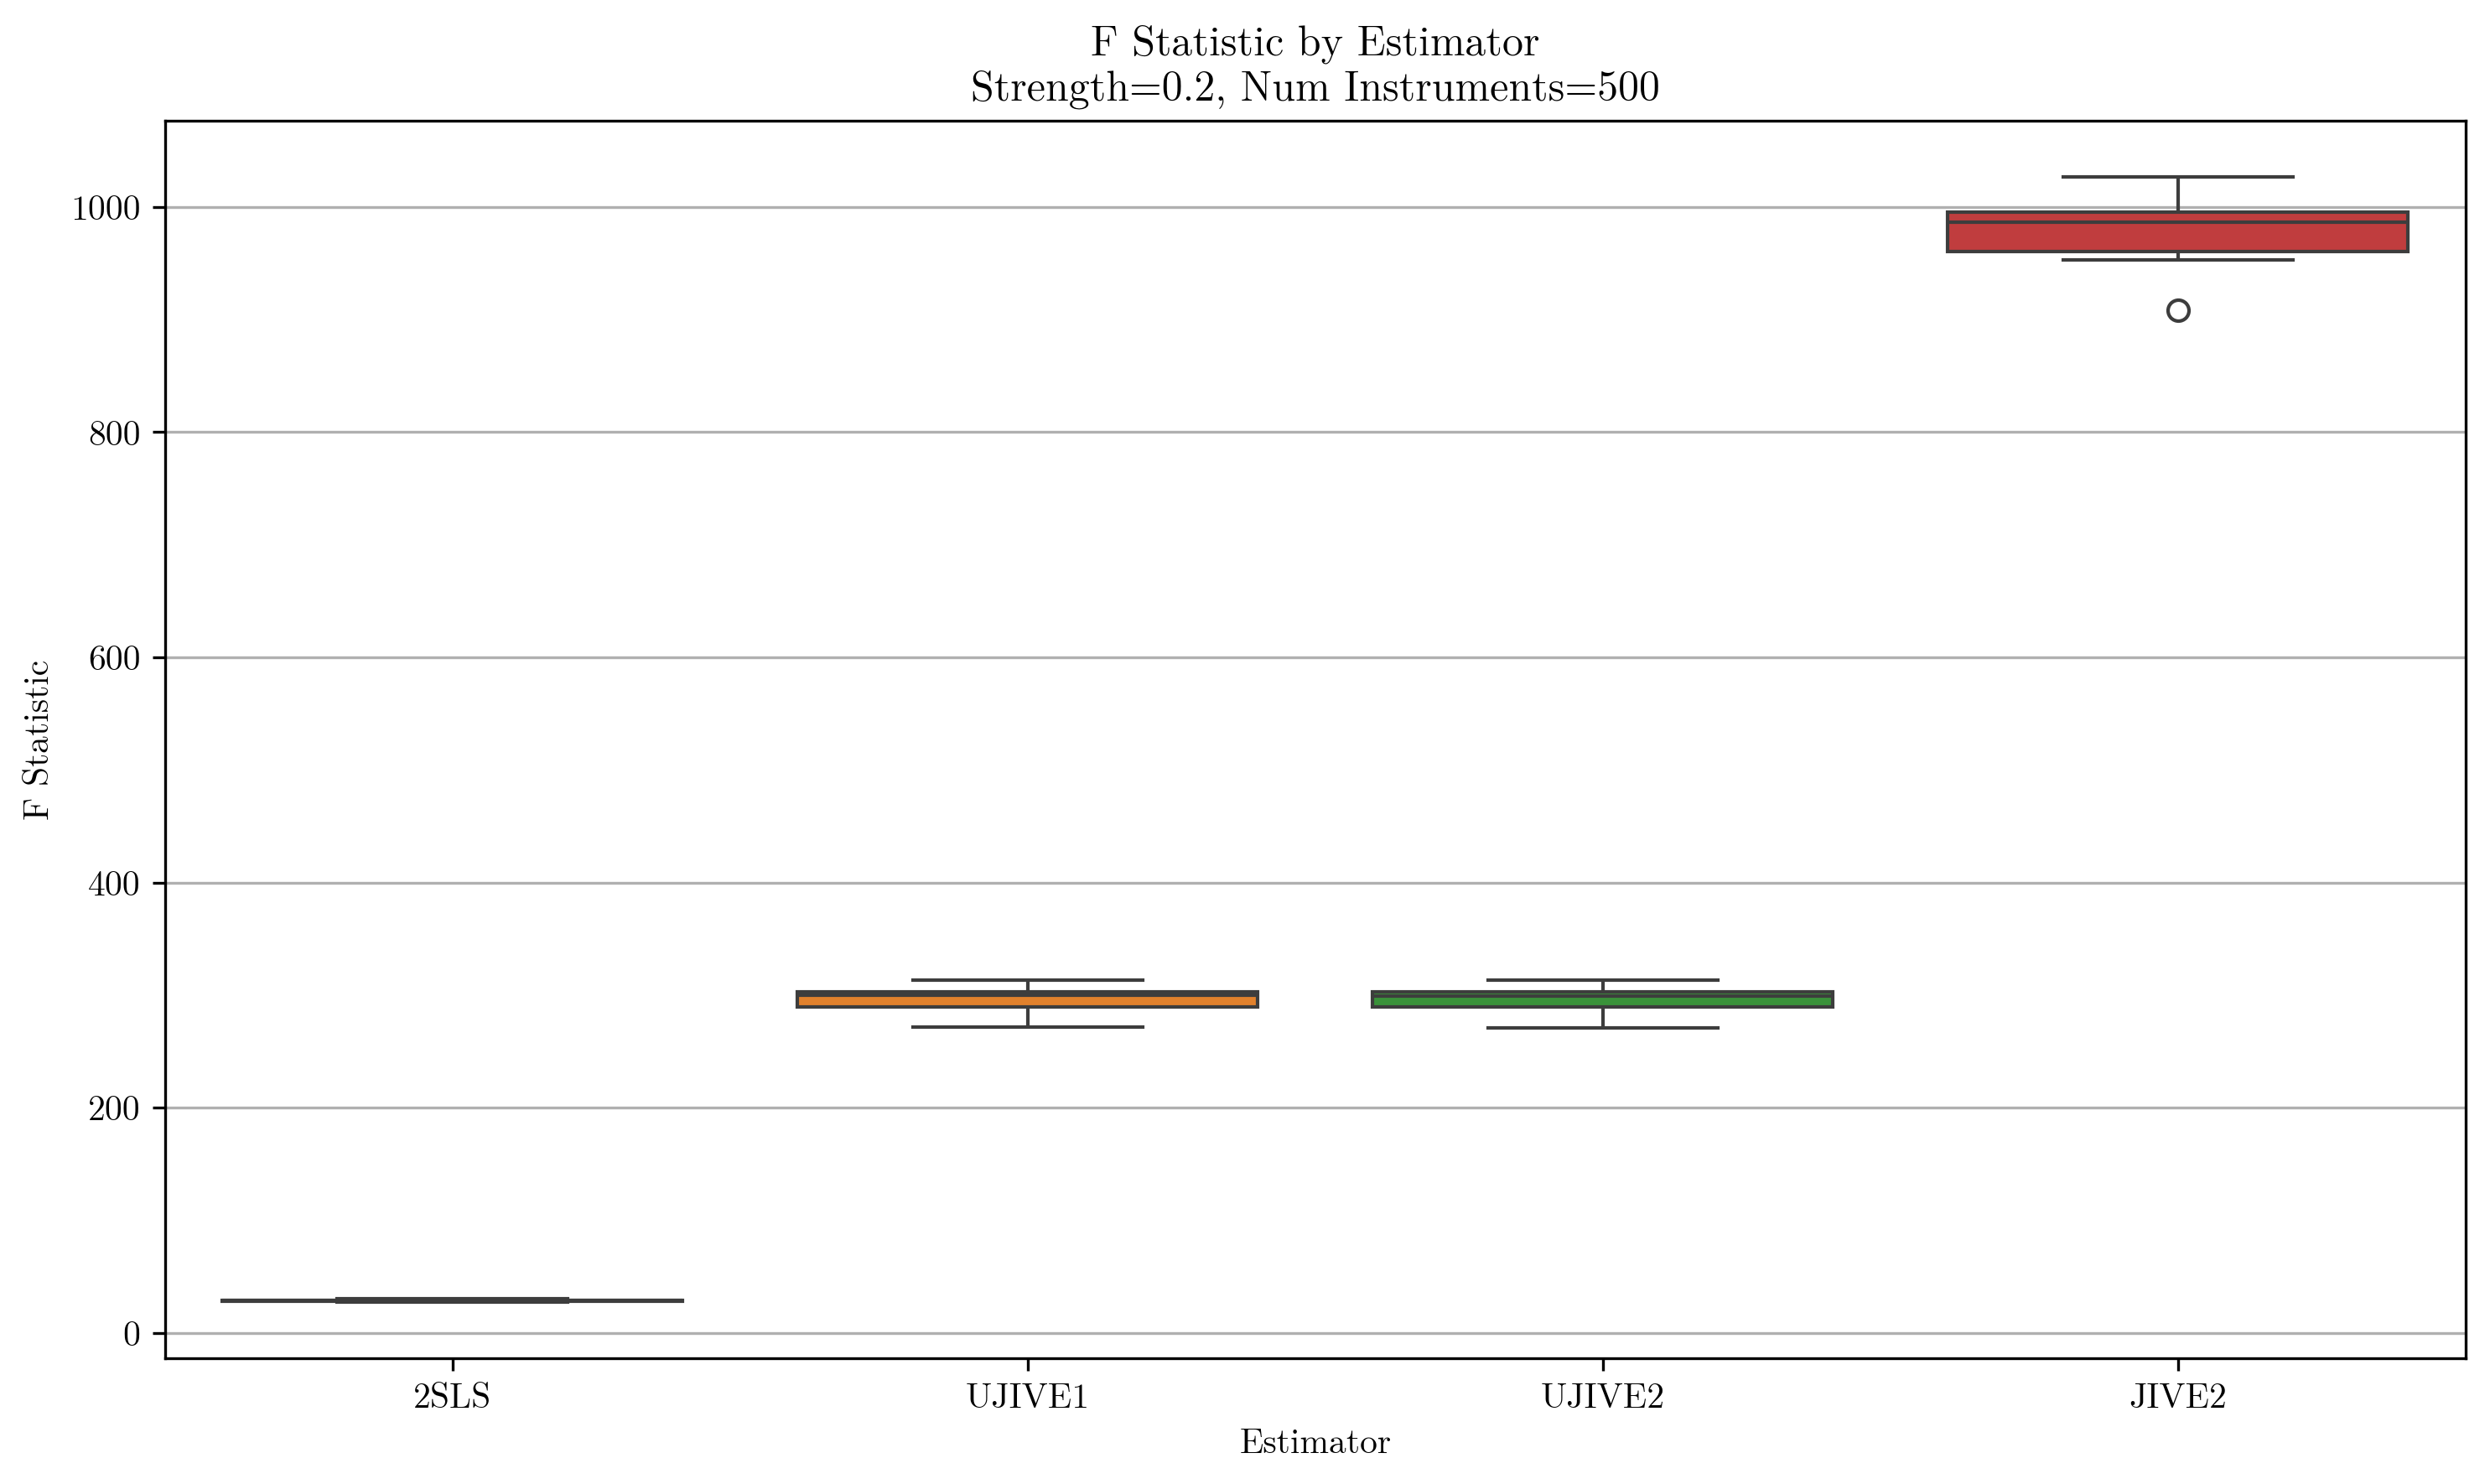 F Statistic by Estimator
Strength=0.2, Num Instruments=500
1000
800
600
400
200
0
F Statistic
2SLS
UJIVE1
UJIVE2
JIVE2
Estimator